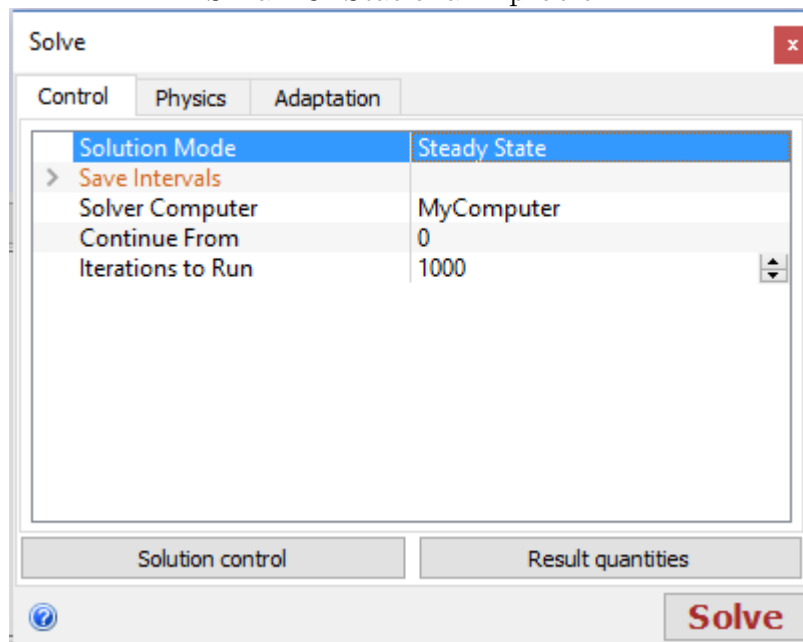 Solve
x
Control Physics Adaptation
Solution Mode Steady State
> Save Intervals
Solver Computer MyComputer
Continue From 0
Iterations to Run 1000
Solution control Result quantities
? Solve